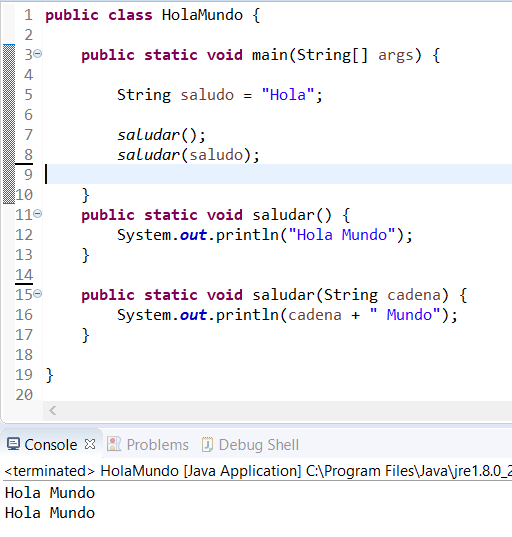 1 public class HolaMundo {
2
3 public static void main(String[] args) {
4
5 String saludo = "Hola";
6
7 saludar();
8 saludar(saludo);
9
10 }
11 public static void saludar() {
12 System.out.println("Hola Mundo");
13 }
14
15 public static void saludar(String cadena) {
16 System.out.println(cadena + " Mundo");
17 }
18
19 }
20
Console Problems Debug Shell
<terminated> HolaMundo [Java Application] C:\Program Files\Java\jre1.8.0_2
Hola Mundo
Hola Mundo